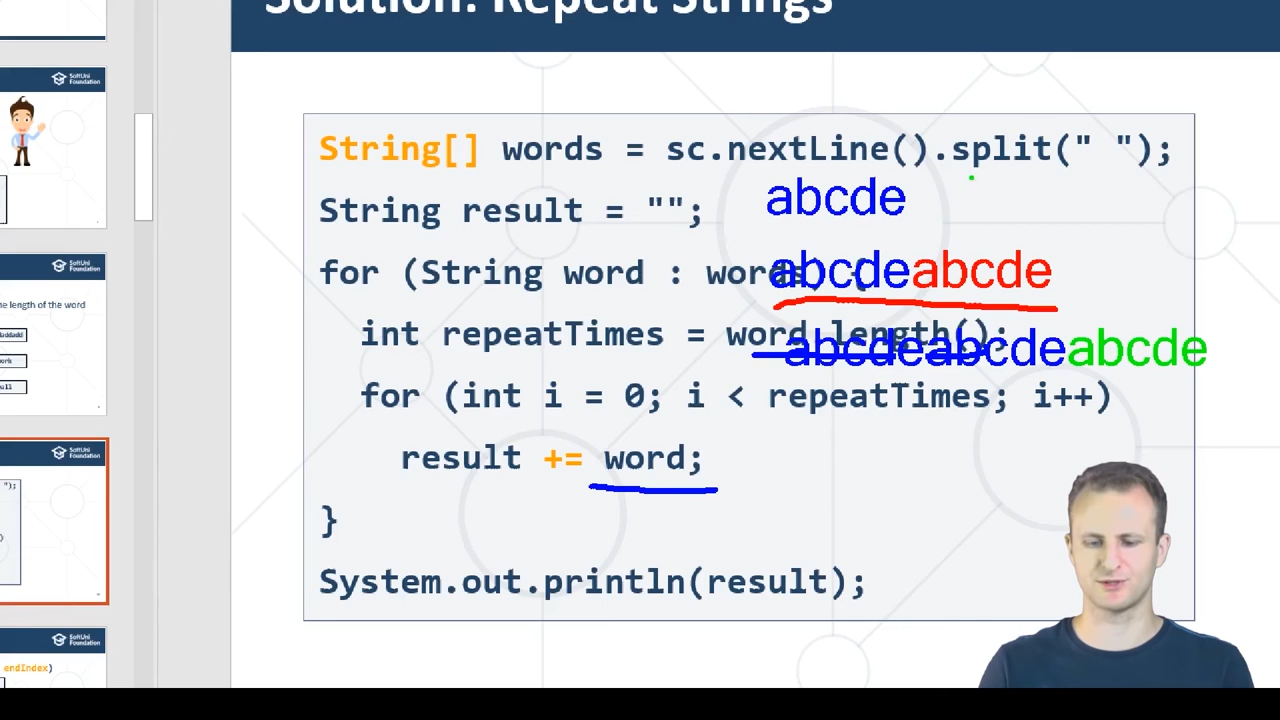 Solution: Repeat Strings
SoftUni
Foundation
SoftUni
Foundation
e length of the word
SoftUni
Foundation
");
SoftUni
Foundation
endIndex)
String[] words = sc.nextLine().split(" ");
abcde
String result = "";
for (String word : words) {
abcdeabcde
int repeatTimes = word.length();
abcdeabcdeabcde
for (int i = 0; i < repeatTimes; i++)
result += word;
}
System.out.println(result);